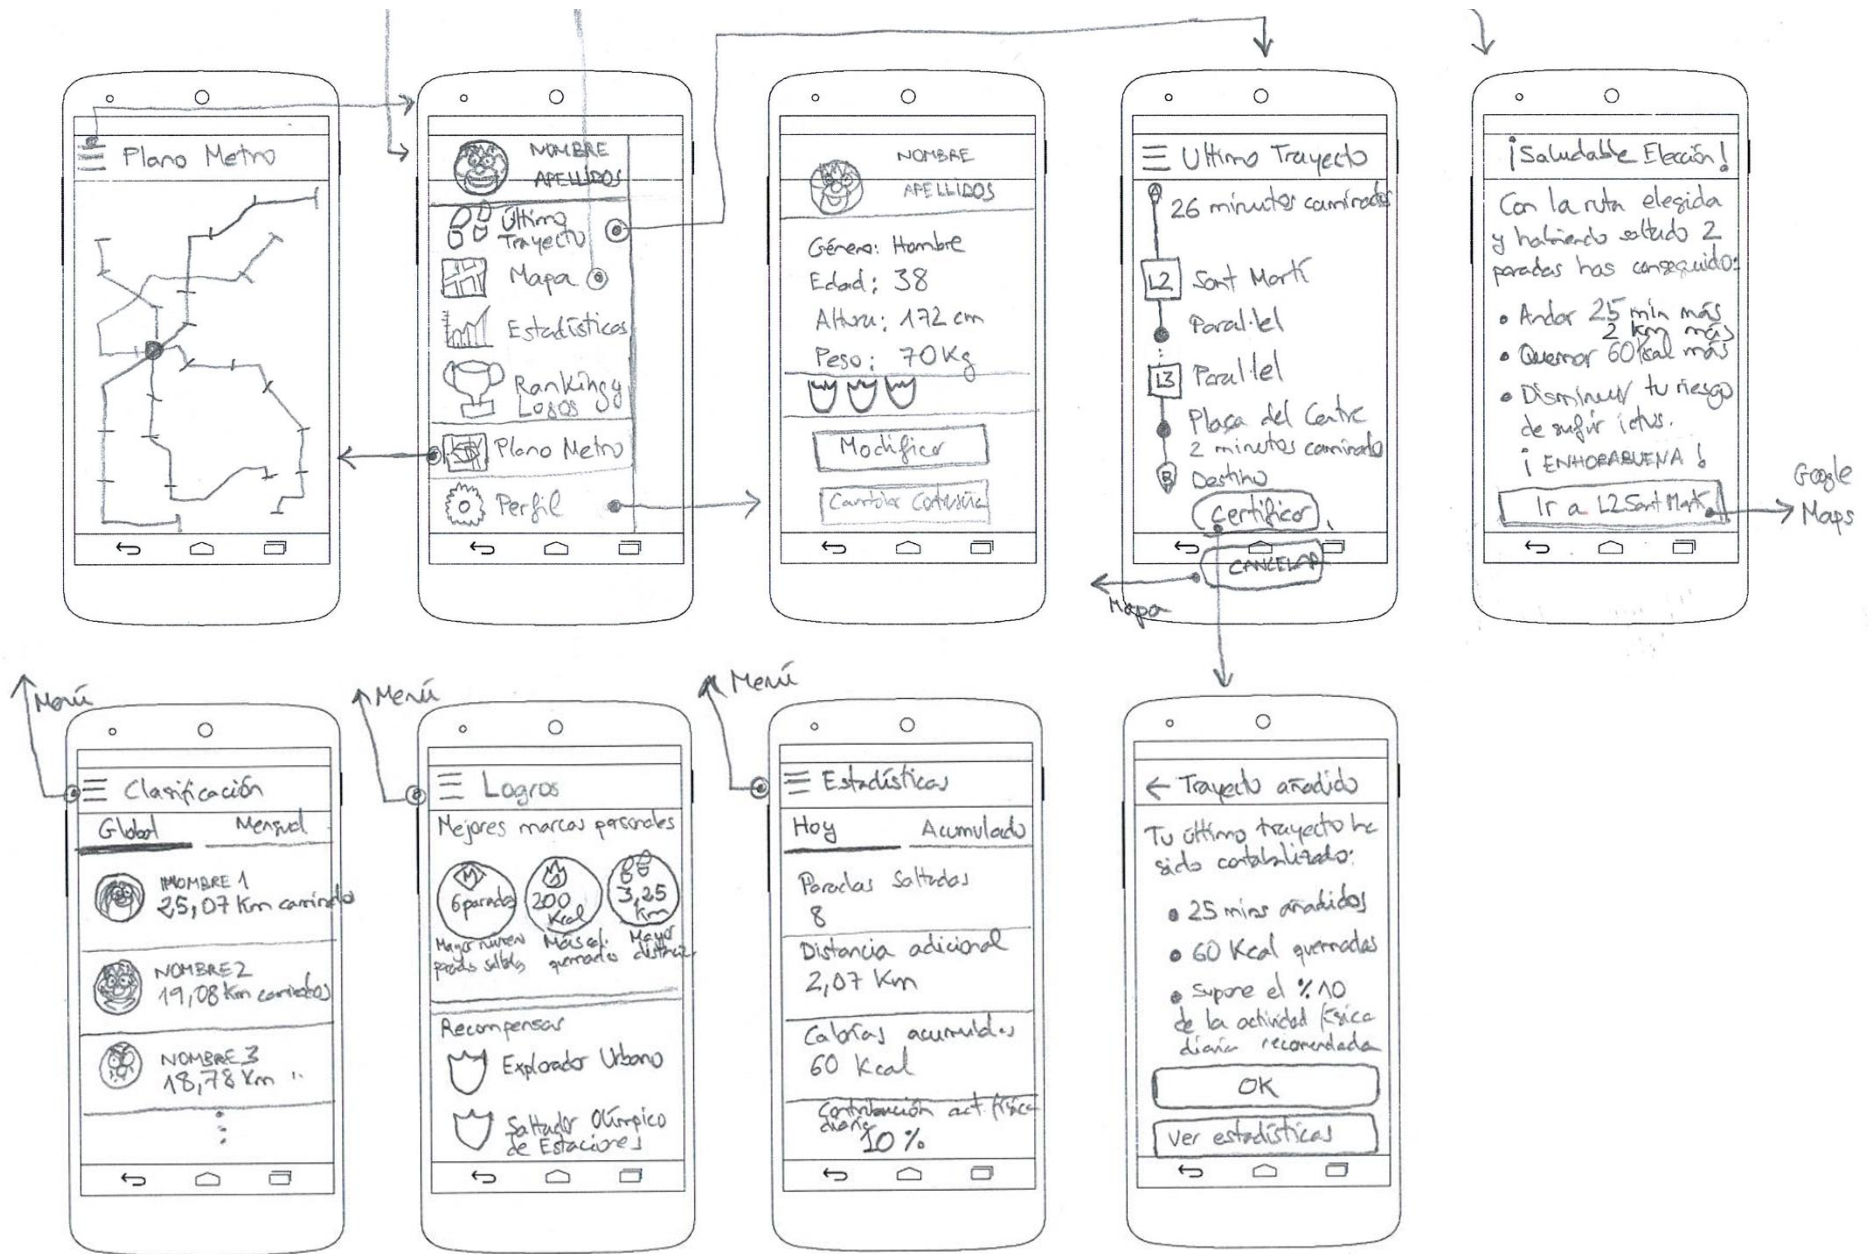 Plano Metro
NOMBRE
APELLIDOS
Último
Trayecto
Mapa
Estadísticas
Ranking y
Logos
Plano Metro
Perfil
NOMBRE
APELLIDOS
Género: Hombre
Edad: 38
Altura: 172 cm
Peso: 70 Kg
Modificar
Cambiar Contraseña
Ultimo Trayecto
A
26 minutos caminados
L2 Sant Martí
Paral·lel
L3 Paral·lel
Plaça del Centre
2 minutos caminado
B Destino
Certificar
CANCELAR
Mapa
¡Saludable Elección!
Con la ruta elegida
y habiendo saltado 2
paradas has conseguido:
• Andar 25 min más
2 km más
• Quemar 60 kcal más
• Disminuir tu riesgo
de sufrir ictus.
¡ENHORABUENA!
Ir a L2 Sant Martí
Google
Maps
Menú
Clasificación
Global Mensual
NOMBRE 1
25,07 Km caminado
NOMBRE 2
19,08 Km caminatos
NOMBRE 3
18,78 Km "
Menú
Logros
Mejores marcas personales
M
6 paradas
200
Kcal
3,25
Km
Mayor numero
paradas saltadas
Más cal.
quemadas
Mayor
distancia
Recompensas
Explorador Urbano
Saltador Olímpico
de Estaciones
Menú
Estadísticas
Hoy Acumulado
Paradas Saltadas
8
Distancia adicional
2,07 Km
Calorías acumuladas
60 Kcal
Contribución act. física
diaria
10%
← Trayecto añadido
Tu último trayecto ha
sido contabilizado:
• 25 mins añadidos
• 60 Kcal quemadas
• Supone el %10
de la actividad física
diaria recomendada
OK
Ver estadísticas